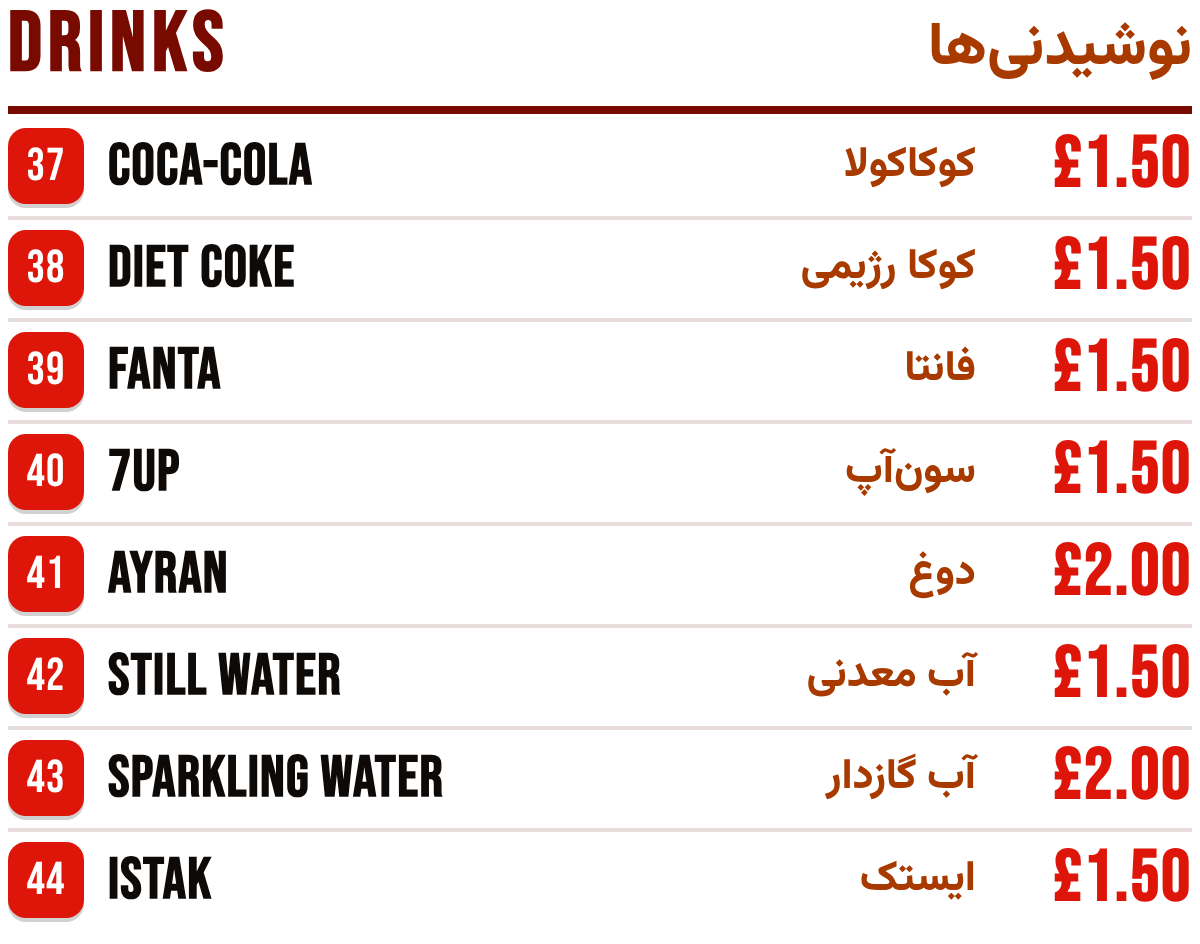 DRINKS نوشیدنی‌ها
37 COCA-COLA کوکاکولا £1.50
38 DIET COKE کوکا رژیمی £1.50
39 FANTA فانتا £1.50
40 7UP سون‌آپ £1.50
41 AYRAN دوغ £2.00
42 STILL WATER آب معدنی £1.50
43 SPARKLING WATER آب گازدار £2.00
44 ISTAK ایستک £1.50